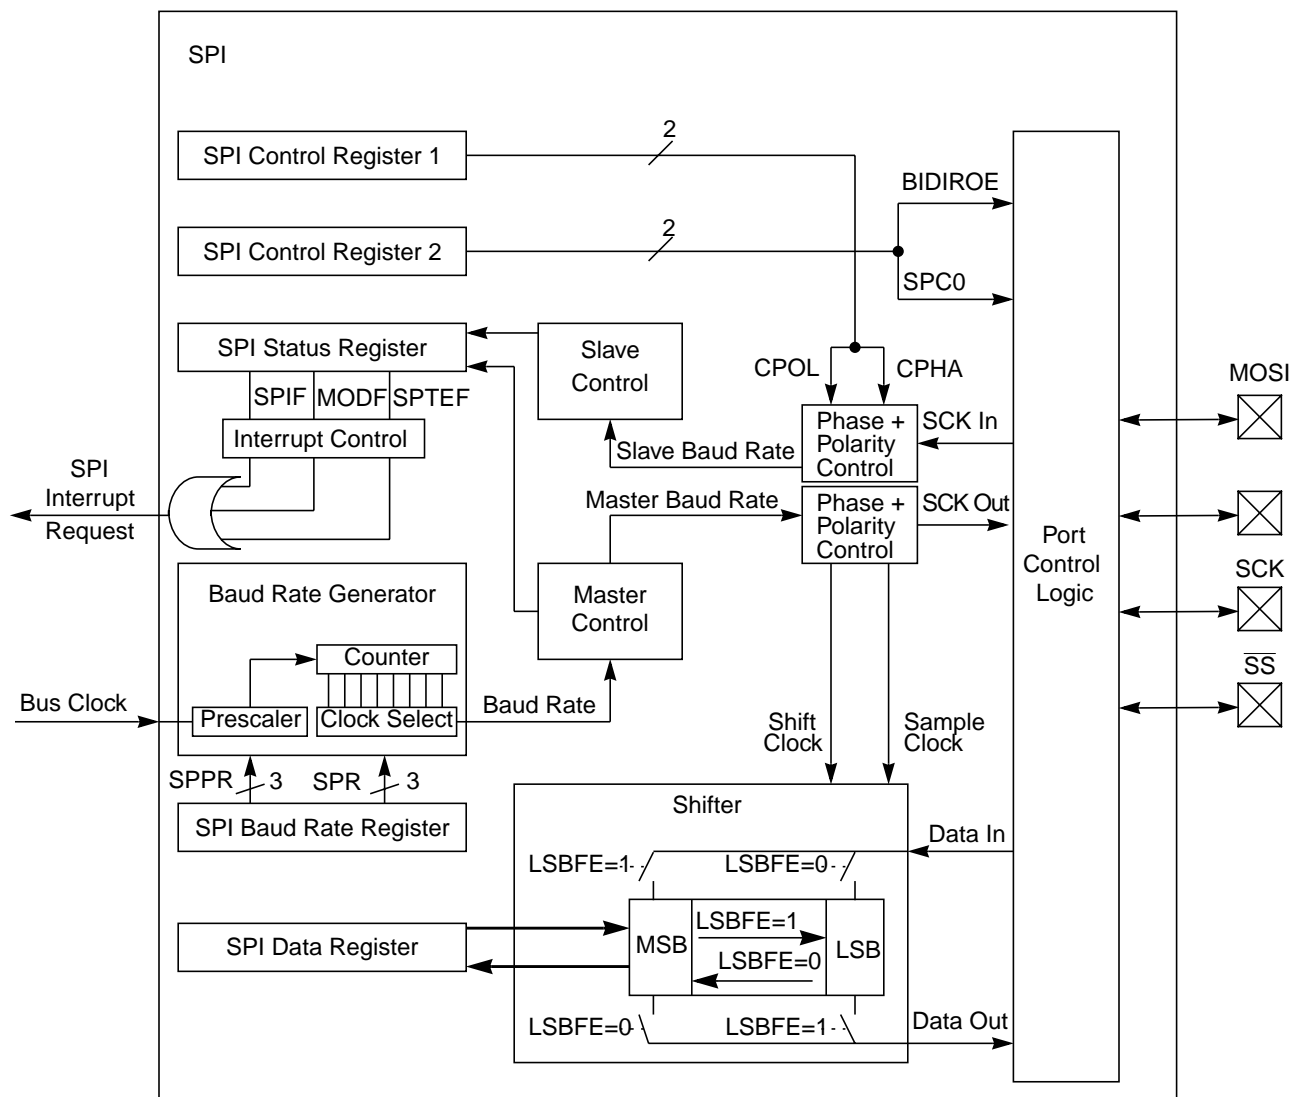 SPI
SPI Control Register 1
2
BIDIROE
SPI Control Register 2
2
SPC0
SPI Status Register
Slave
Control
CPOL
CPHA
MOSI
SPIF
MODF
SPTEF
Interrupt Control
Phase +
Polarity
Control
SCK In
Slave Baud Rate
SPI
Interrupt
Request
Master Baud Rate
Phase +
Polarity
Control
SCK Out
Port
Control
Logic
SCK
Baud Rate Generator
Master
Control
SS
Counter
Bus Clock
Prescaler
Clock Select
Baud Rate
Shift
Clock
Sample
Clock
SPPR
3
SPR
3
SPI Baud Rate Register
Shifter
Data In
LSBFE=1
LSBFE=0
SPI Data Register
MSB
LSBFE=1
LSBFE=0
LSB
LSBFE=0
LSBFE=1
Data Out